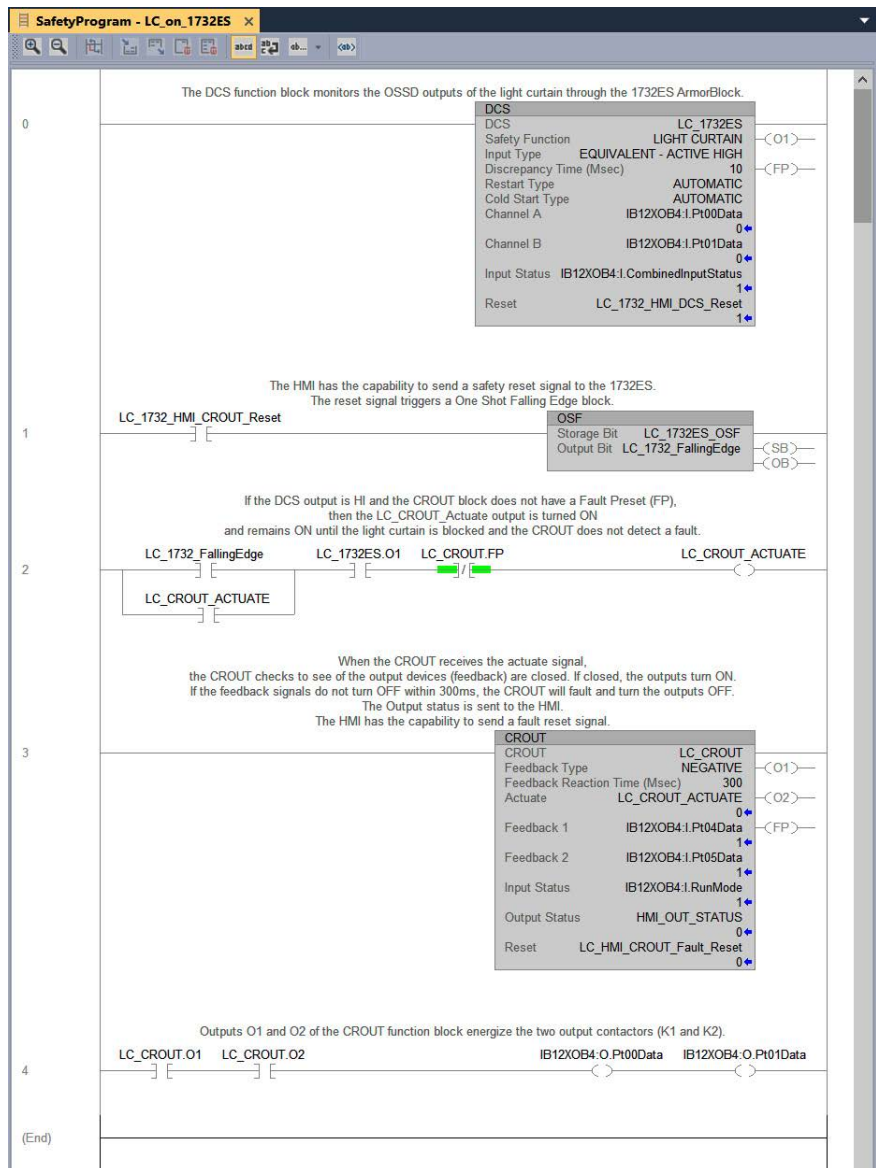 SafetyProgram - LC_on_1732ES ×
abcd ab c ab... <ab>
The DCS function block monitors the OSSD outputs of the light curtain through the 1732ES ArmorBlock.
0
DCS
DCS LC_1732ES
Safety Function LIGHT CURTAIN (O1)
Input Type EQUIVALENT - ACTIVE HIGH
Discrepancy Time (Msec) 10 (FP)
Restart Type AUTOMATIC
Cold Start Type AUTOMATIC
Channel A IB12XOB4:I.Pt00Data
0
Channel B IB12XOB4:I.Pt01Data
0
Input Status IB12XOB4:I.CombinedInputStatus
1
Reset LC_1732_HMI_DCS_Reset
1
The HMI has the capability to send a safety reset signal to the 1732ES.
The reset signal triggers a One Shot Falling Edge block.
1
LC_1732_HMI_CROUT_Reset
OSF
Storage Bit LC_1732ES_OSF
Output Bit LC_1732_FallingEdge (SB)
(OB)
If the DCS output is HI and the CROUT block does not have a Fault Preset (FP),
then the LC_CROUT_Actuate output is turned ON
and remains ON until the light curtain is blocked and the CROUT does not detect a fault.
LC_1732_FallingEdge LC_1732ES.O1 LC_CROUT.FP LC_CROUT_ACTUATE
2
LC_CROUT_ACTUATE
When the CROUT receives the actuate signal,
the CROUT checks to see of the output devices (feedback) are closed. If closed, the outputs turn ON.
If the feedback signals do not turn OFF within 300ms, the CROUT will fault and turn the outputs OFF.
The Output status is sent to the HMI.
The HMI has the capability to send a fault reset signal.
3
CROUT
CROUT LC_CROUT
Feedback Type NEGATIVE (O1)
Feedback Reaction Time (Msec) 300
Actuate LC_CROUT_ACTUATE (O2)
0
Feedback 1 IB12XOB4:I.Pt04Data (FP)
1
Feedback 2 IB12XOB4:I.Pt05Data
1
Input Status IB12XOB4:I.RunMode
1
Output Status HMI_OUT_STATUS
0
Reset LC_HMI_CROUT_Fault_Reset
0
Outputs O1 and O2 of the CROUT function block energize the two output contactors (K1 and K2).
LC_CROUT.O1 LC_CROUT.O2 IB12XOB4:O.Pt00Data IB12XOB4:O.Pt01Data
4
(End)